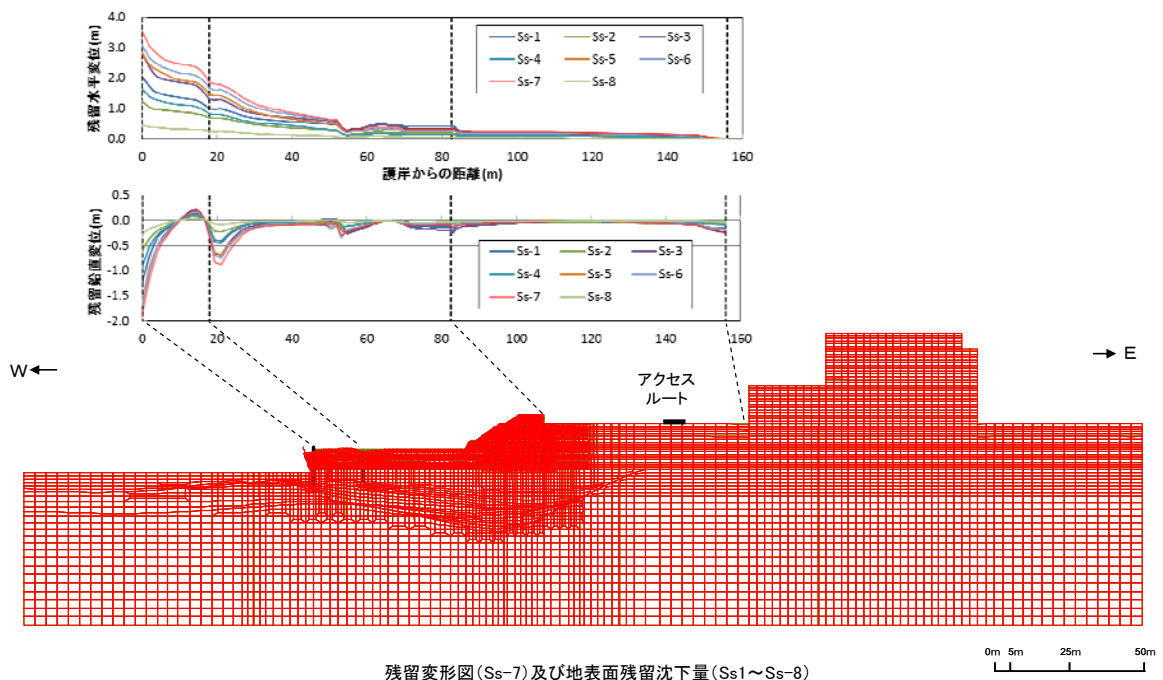 4.0
3.0
2.0
1.0
0.0
残留水平変位(m)
Ss-1 Ss-2 Ss-3
Ss-4 Ss-5 Ss-6
Ss-7 Ss-8
0 20 40 60 80 100 120 140 160
護岸からの距離(m)
0.5
0.0
-0.5
-1.0
-1.5
-2.0
残留鉛直変位(m)
Ss-1 Ss-2 Ss-3
Ss-4 Ss-5 Ss-6
Ss-7 Ss-8
0 20 40 60 80 100 120 140 160
W
E
アクセス
ルート
0m 5m 25m 50m
残留変形図(Ss-7)及び地表面残留沈下量(Ss1～Ss-8)